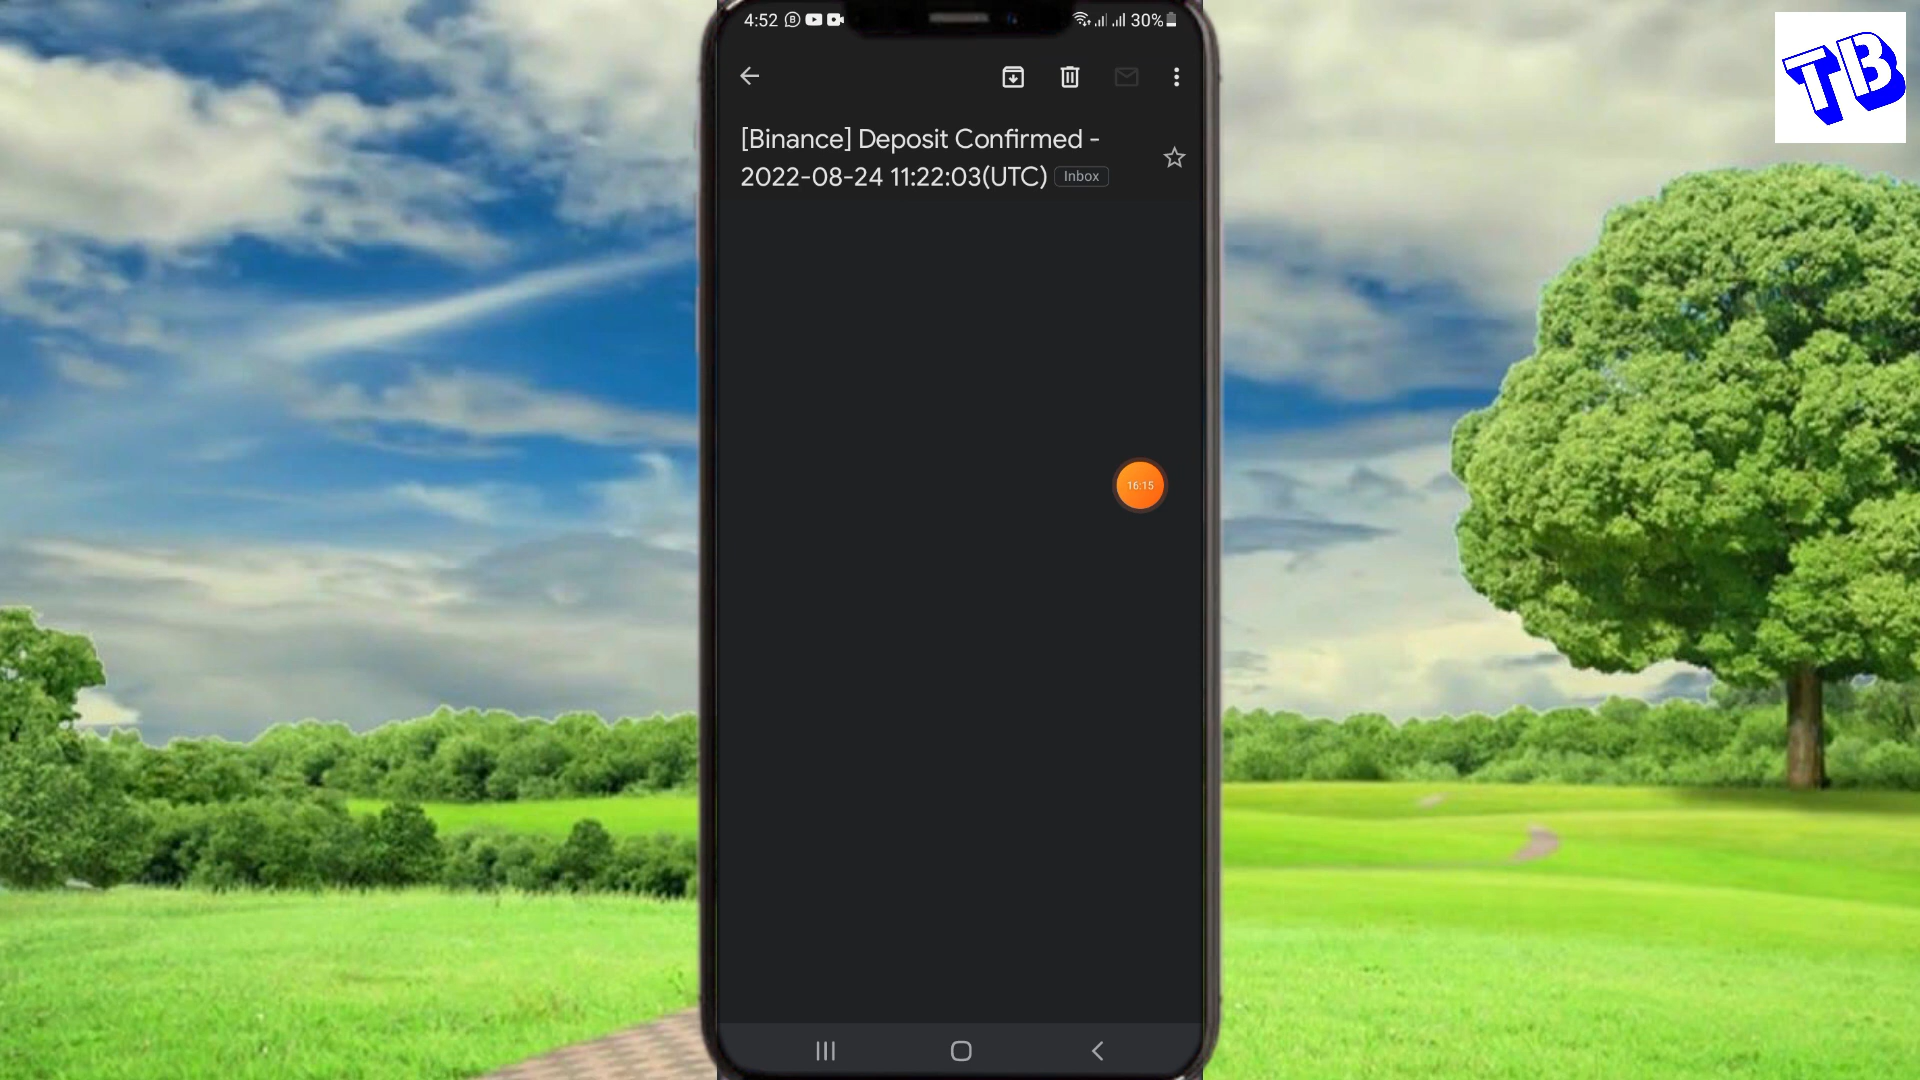 4:52 30%
TB
[Binance] Deposit Confirmed -
2022-08-24 11:22:03(UTC) Inbox
16:15